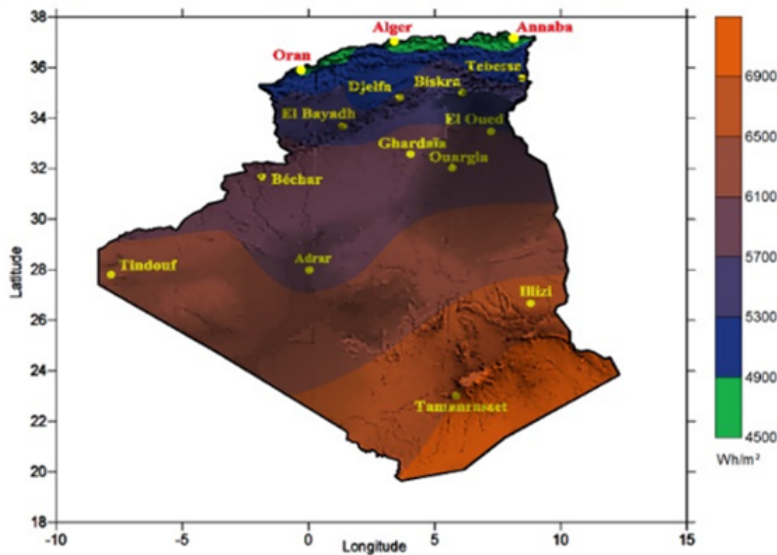 38
36
34
32
30
28
26
24
22
20
18
Latitude
-10
-5
0
5
10
15
Longitude
Alger
Annaba
Oran
Tebessa
Biskra
Djelfa
El Bayadh
El Oued
Ghardaïa
Ouargla
Béchar
Adrar
Tindouf
Illizi
Tamanrasset
6900
6500
6100
5700
5300
4900
4500
Wh/m²